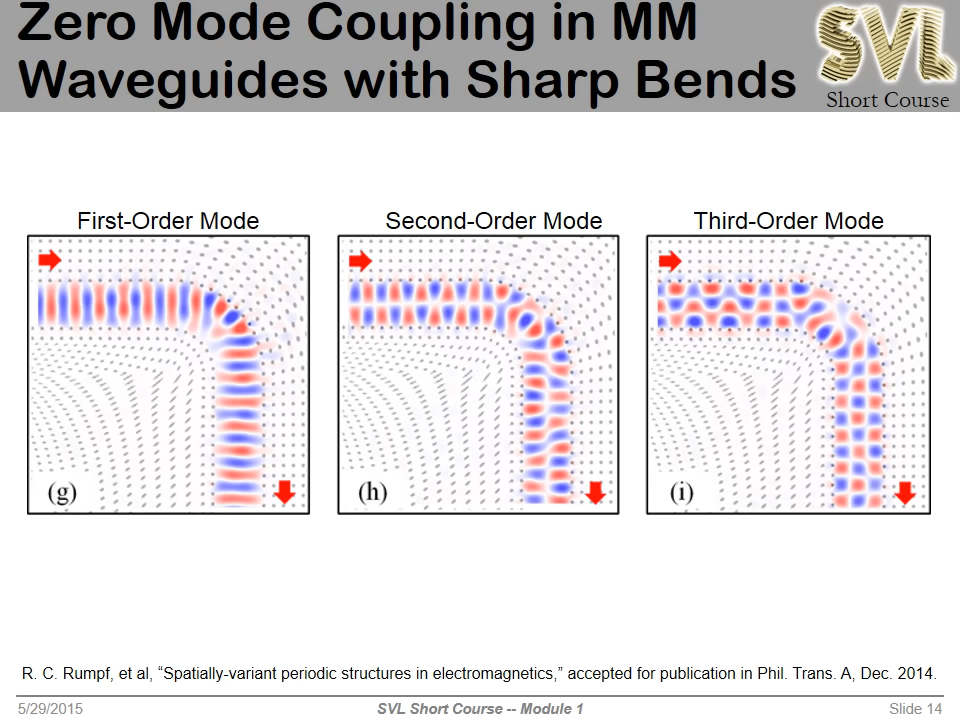 Zero Mode Coupling in MM
Waveguides with Sharp Bends
SVL
Short Course
First-Order Mode
Second-Order Mode
Third-Order Mode
(g)
(h)
(i)
R. C. Rumpf, et al, “Spatially-variant periodic structures in electromagnetics,” accepted for publication in Phil. Trans. A, Dec. 2014.
5/29/2015
SVL Short Course -- Module 1
Slide 14